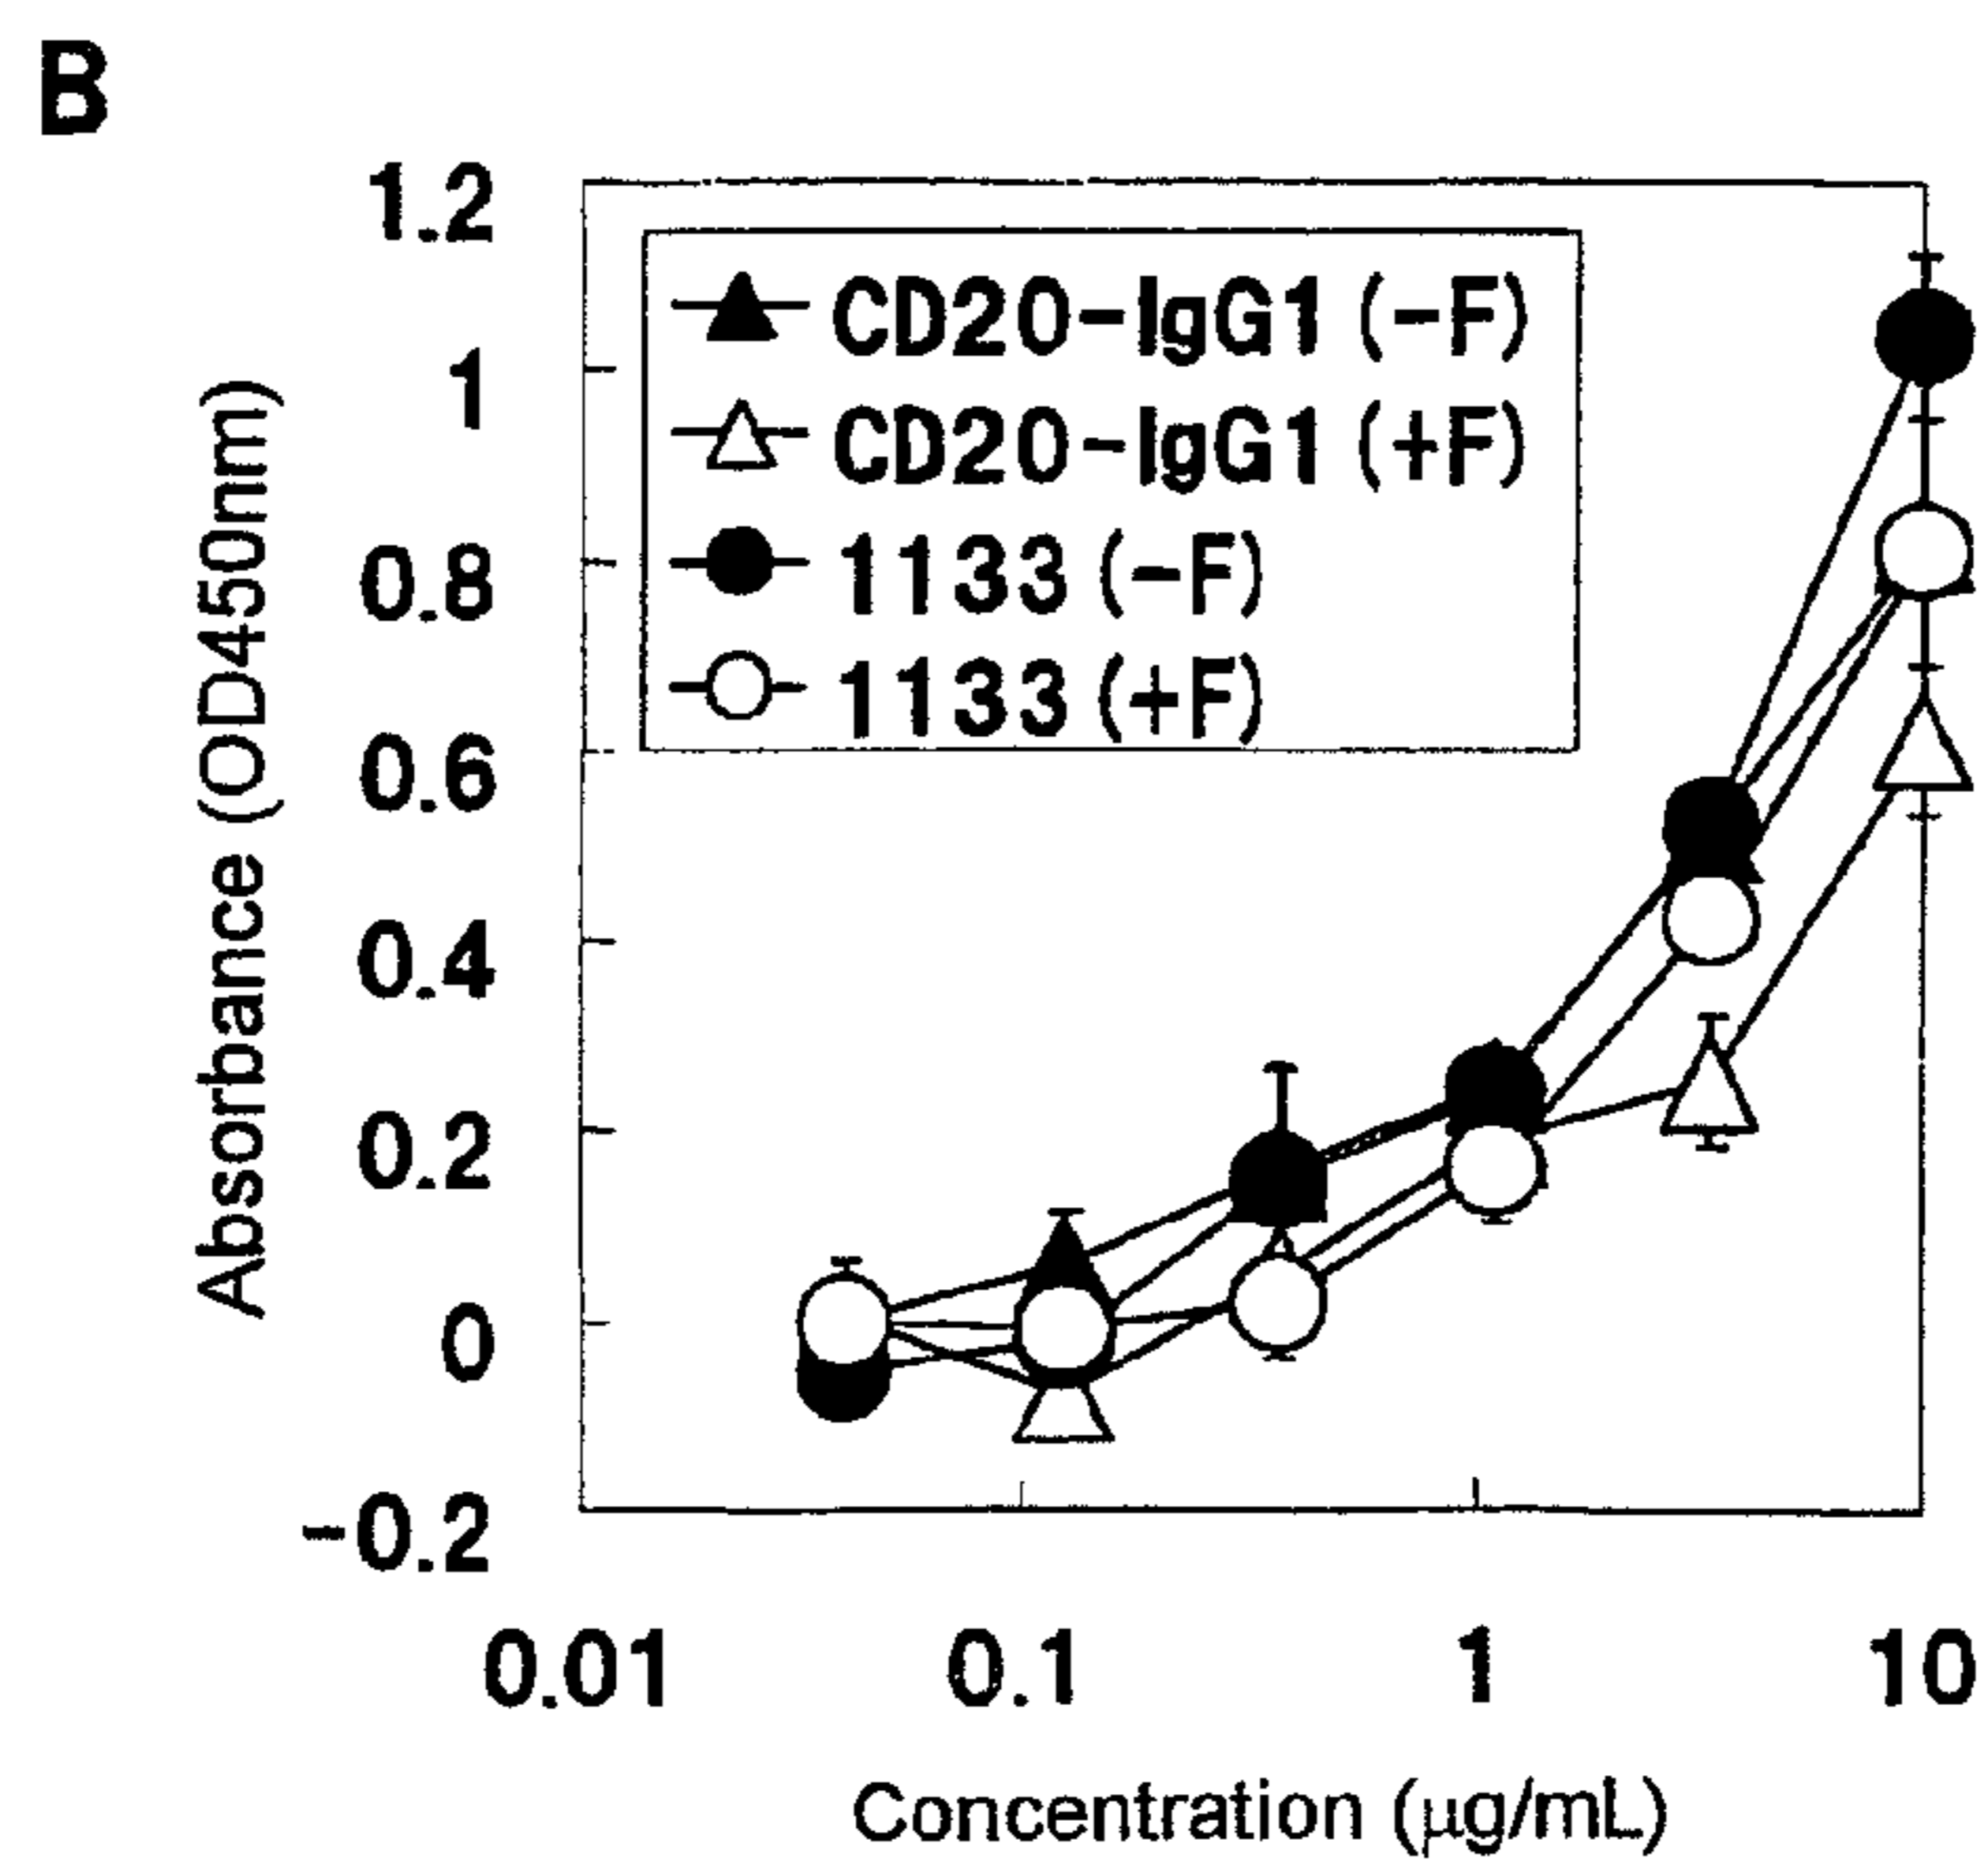 B
1.2
1
0.8
0.6
0.4
0.2
0
-0.2
Absorbance (OD450nm)
CD20-IgG1 (-F)
CD20-IgG1 (+F)
1133 (-F)
1133 (+F)
0.01 0.1 1 10
Concentration (μg/mL)